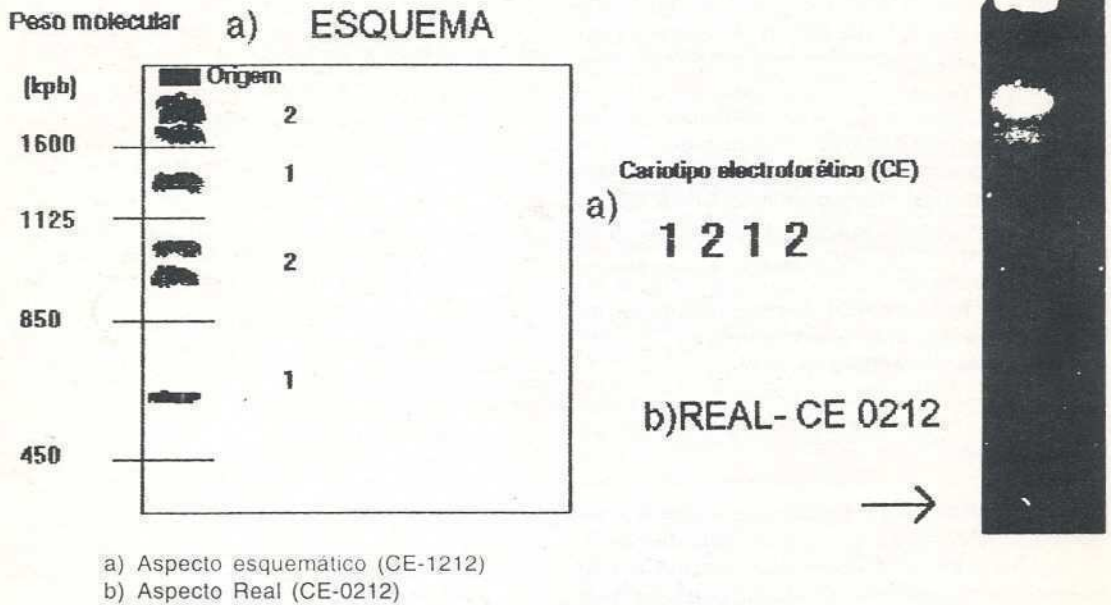 Peso molecular
a) ESQUEMA
(kpb)
Origem
2
1600
1
1125
2
850
1
450
Cariotipo electroforético (CE)
a)
1 2 1 2
b)REAL- CE 0212
a) Aspecto esquemático (CE-1212)
b) Aspecto Real (CE-0212)